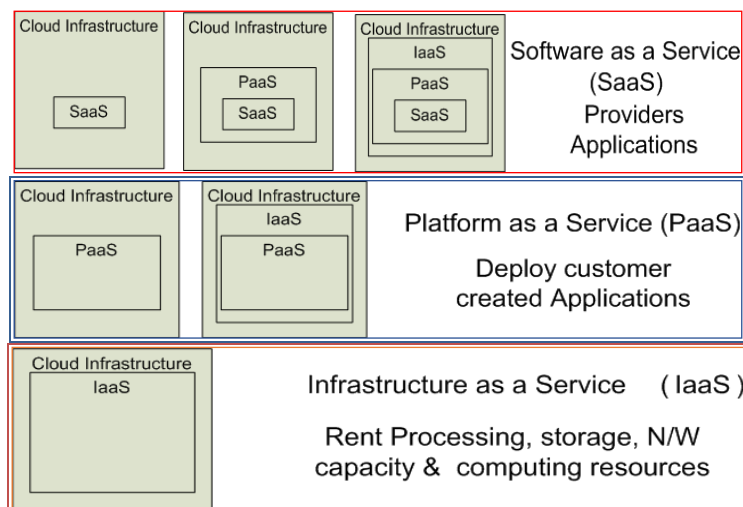 Cloud Infrastructure
SaaS
Cloud Infrastructure
PaaS
SaaS
Cloud Infrastructure
IaaS
PaaS
SaaS
Software as a Service
(SaaS)
Providers
Applications
Cloud Infrastructure
PaaS
Cloud Infrastructure
IaaS
PaaS
Platform as a Service (PaaS)
Deploy customer
created Applications
Cloud Infrastructure
IaaS
Infrastructure as a Service ( IaaS )
Rent Processing, storage, N/W
capacity & computing resources